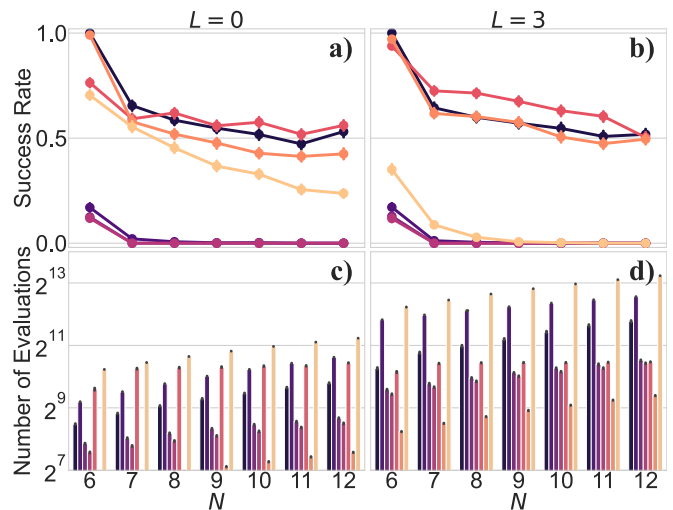 L = 0
L = 3
1.0
a)
b)
Success Rate
0.5
0.0
2^13
c)
d)
Number of Evaluations
2^11
2^9
2^7
6 7 8 9 10 11 12
6 7 8 9 10 11 12
N
N